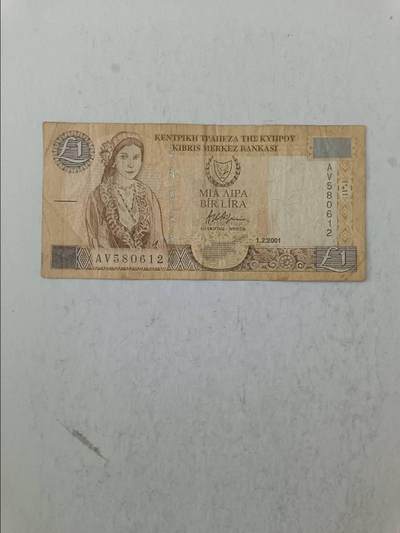 ΚΕΝΤΡΙΚΗ ΤΡΑΠΕΖΑ ΤΗΣ ΚΥΠΡΟΥ
KIBRIS MERKEZ BANKASI
£1
AV580612
ΜΙΑ ΛΙΡΑ
BİR LİRA
1.2.2001
AV580612
£1